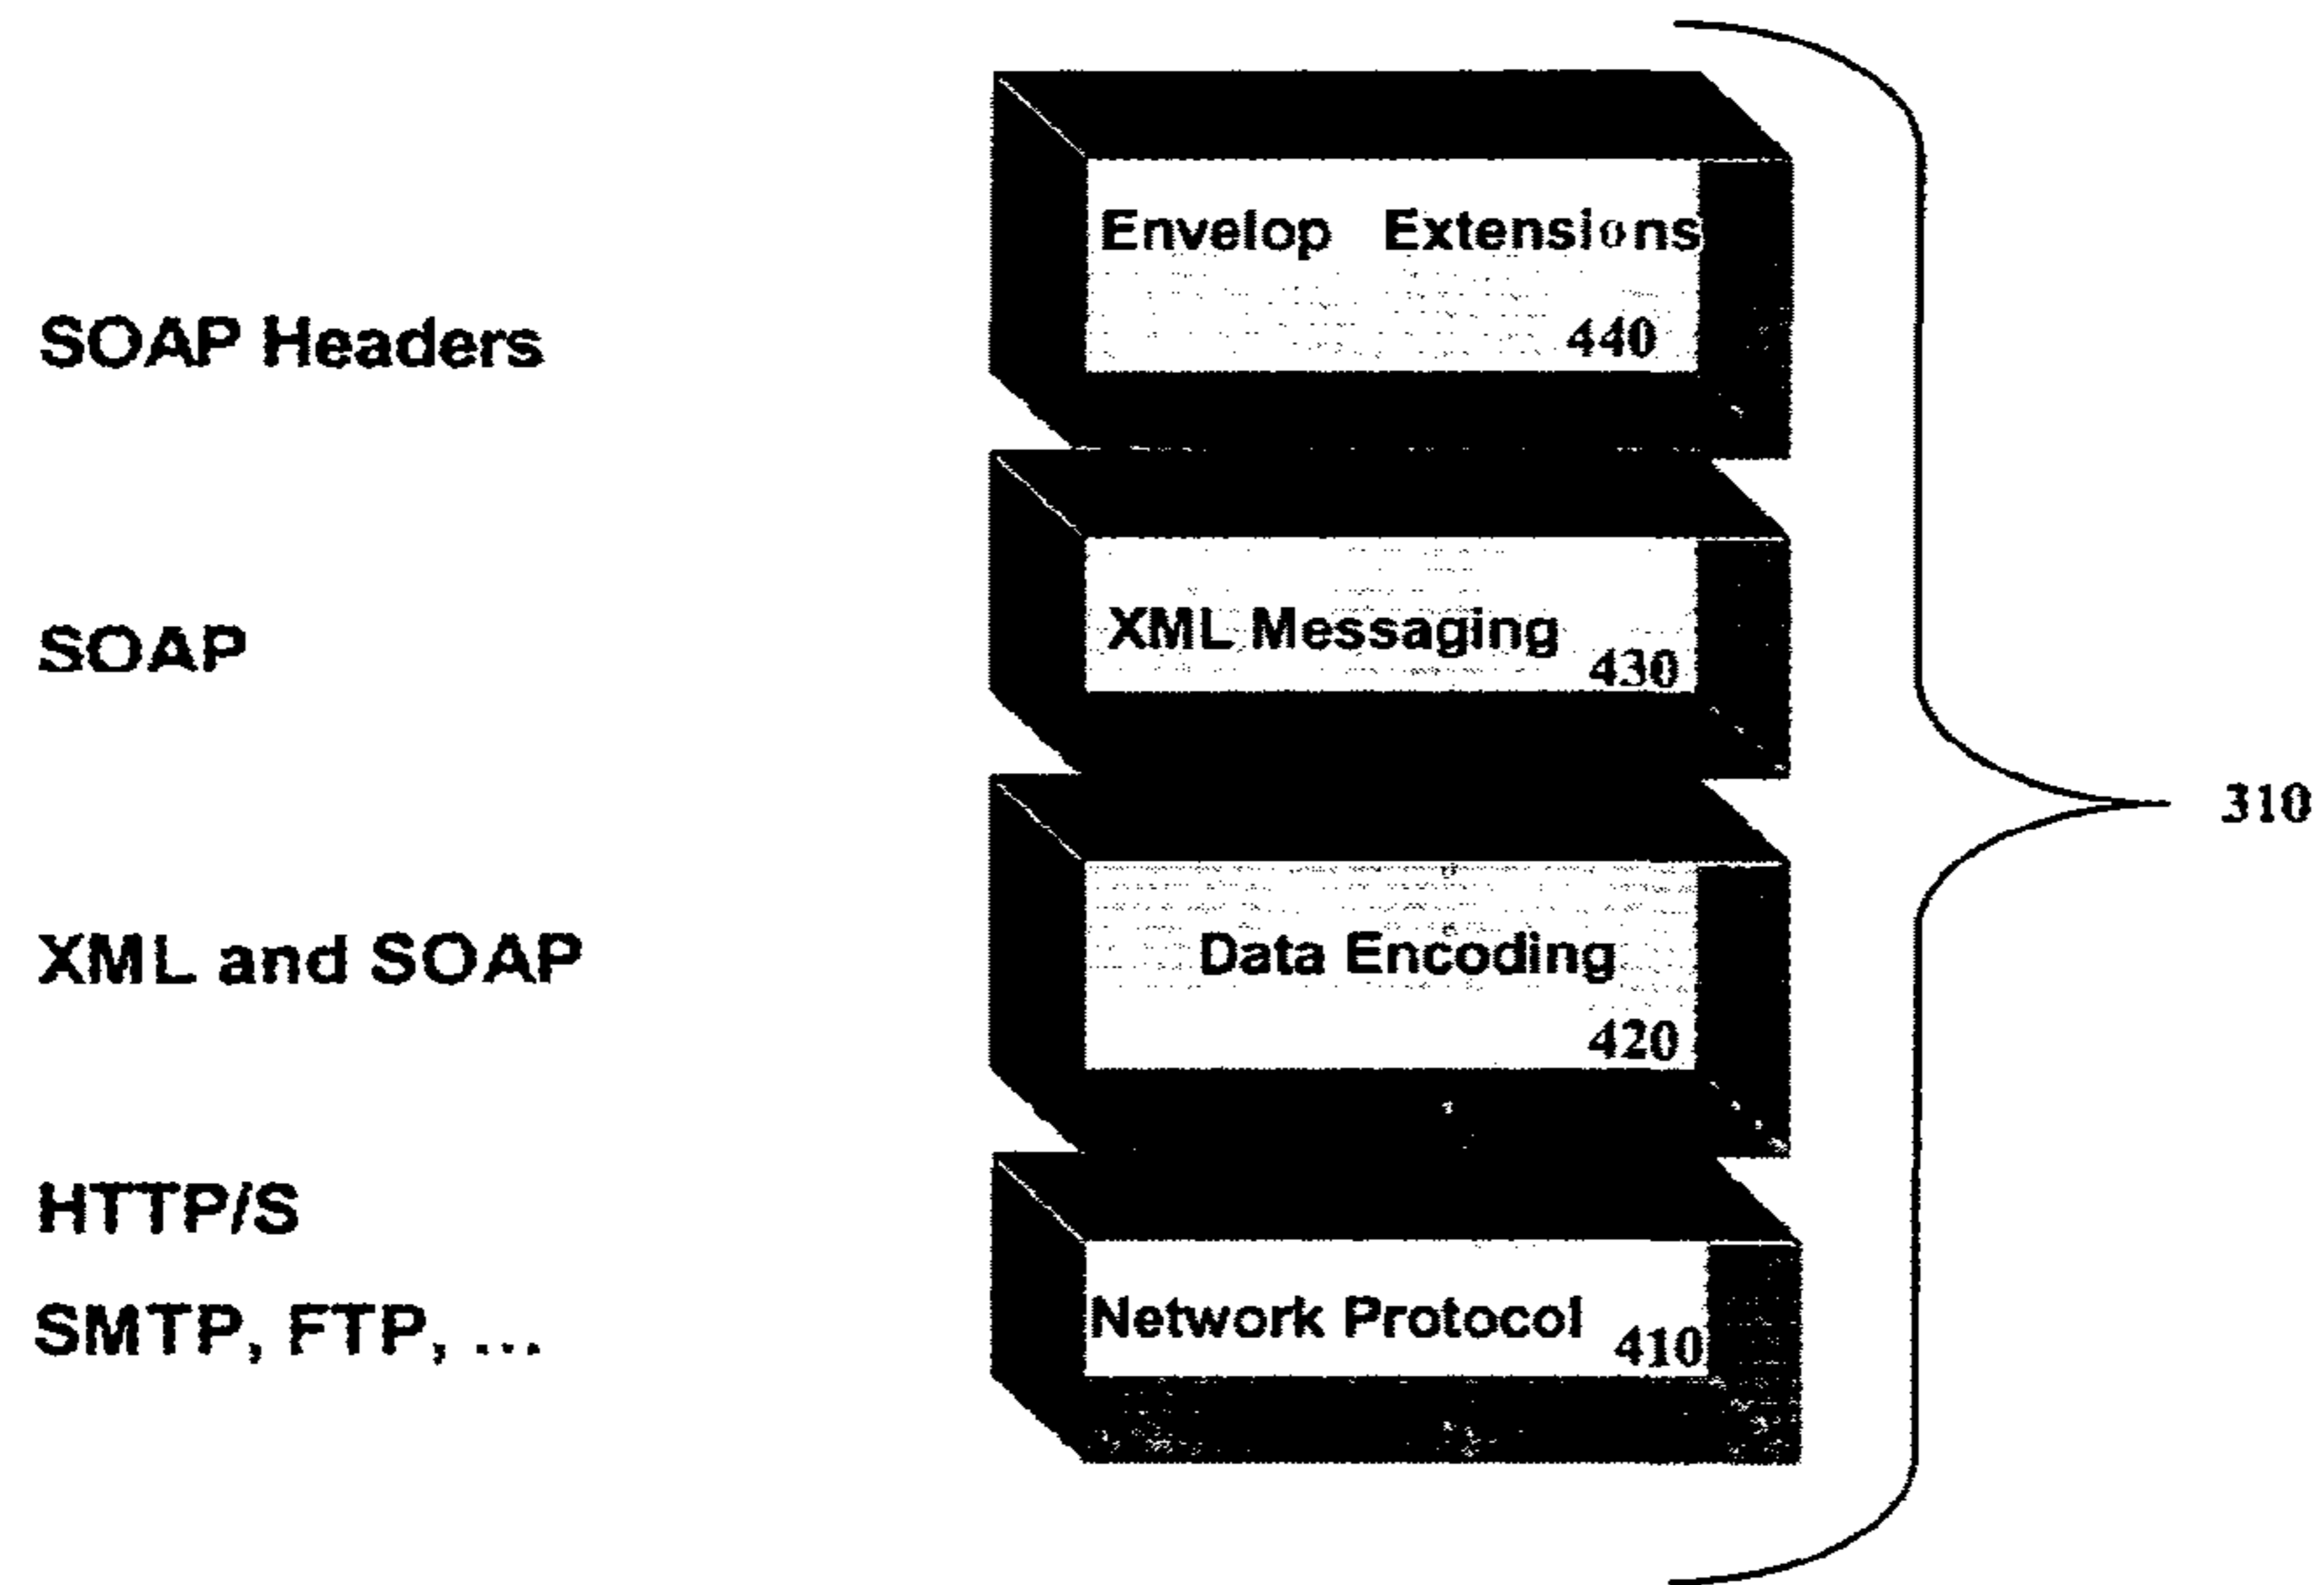 Envelop Extensions
SOAP Headers
440
SOAP
XML Messaging
430
310
XML and SOAP
Data Encoding
420
HTTP/S
Network Protocol
SMTP, FTP, ...
410